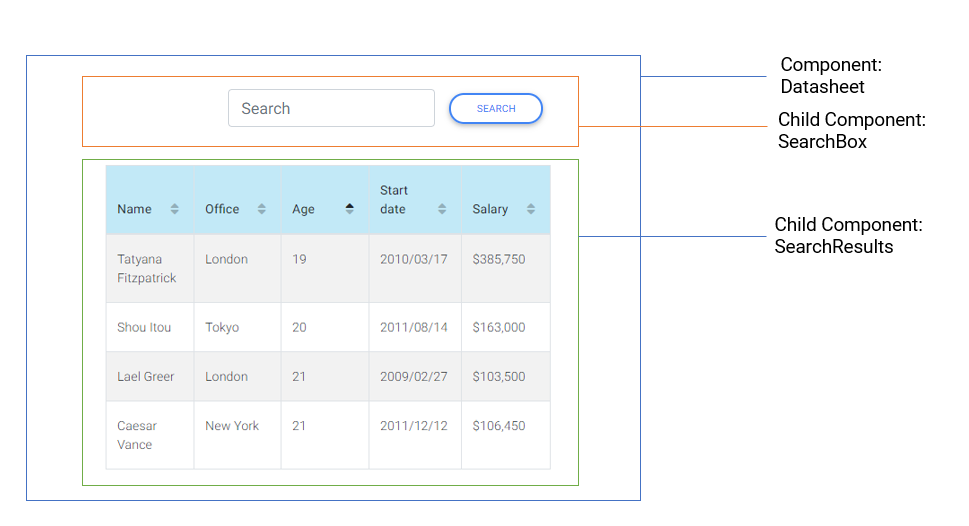 Component:
Datasheet
Search
SEARCH
Child Component:
SearchBox
Name Office Age Start date Salary
Child Component:
SearchResults
Tatyana Fitzpatrick London 19 2010/03/17 $385,750
Shou Itou Tokyo 20 2011/08/14 $163,000
Lael Greer London 21 2009/02/27 $103,500
Caesar Vance New York 21 2011/12/12 $106,450